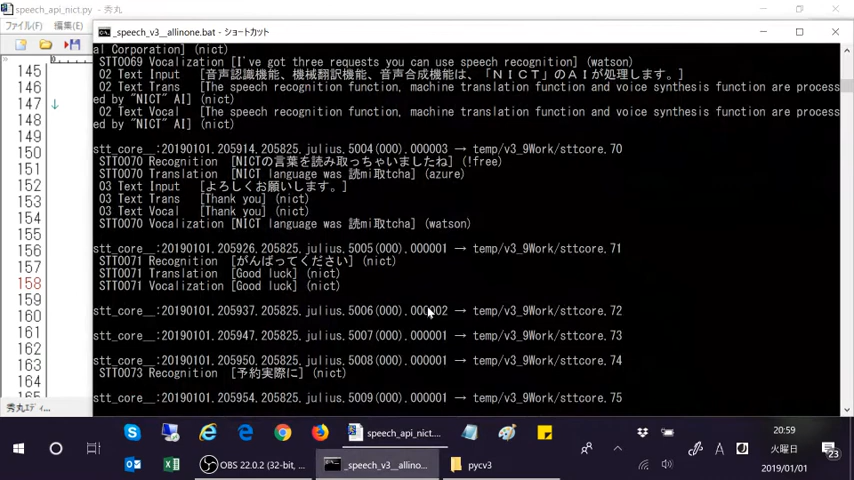 speech_api_nict.py - 秀丸
ファイル(F) 編集(E)
_speech_v3__allinone.bat - ショートカット
al Corporation] (nict)
STT0069 Vocalization [I've got three requests you can use speech recognition] (watson)
02 Text Input [音声認識機能、機械翻訳機能、音声合成機能は、「ＮＩＣＴ」のＡＩが処理します。]
02 Text Trans [The speech recognition function, machine translation function and voice synthesis function are process
ed by "NICT" AI] (nict)
02 Text Vocal [The speech recognition function, machine translation function and voice synthesis function are process
ed by "NICT" AI] (nict)
stt_core__:20190101.205914.205825.julius.5004(000).000003 → temp/v3_9Work/sttcore.70
STT0070 Recognition [NICTの言葉を読み取っちゃいましたね] (!free)
STT0070 Translation [NICT language was 読mi取tcha] (azure)
03 Text Input [よろしくお願いします。]
03 Text Trans [Thank you] (nict)
03 Text Vocal [Thank you] (nict)
STT0070 Vocalization [NICT language was 読mi取tcha] (watson)
stt_core__:20190101.205926.205825.julius.5005(000).000001 → temp/v3_9Work/sttcore.71
STT0071 Recognition [がんばってください] (nict)
STT0071 Translation [Good luck] (nict)
STT0071 Vocalization [Good luck] (nict)
stt_core__:20190101.205937.205825.julius.5006(000).000002 → temp/v3_9Work/sttcore.72
stt_core__:20190101.205947.205825.julius.5007(000).000001 → temp/v3_9Work/sttcore.73
stt_core__:20190101.205950.205825.julius.5008(000).000001 → temp/v3_9Work/sttcore.74
STT0073 Recognition [予約実際に] (nict)
stt_core__:20190101.205954.205825.julius.5009(000).000001 → temp/v3_9Work/sttcore.75
145
146
147
148
149
150
151
152
153
154
155
156
157
158
159
160
161
162
163
164
秀丸ｴﾃﾞｨ...
speech_api_nict....
20:59
火曜日
2019/01/01
A
23
OBS 22.0.2 (32-bit, ...
_speech_v3__allino...
pycv3